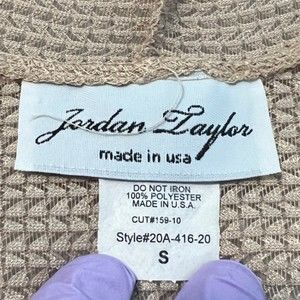 Jordan Taylor
made in usa
DO NOT IRON
100% POLYESTER
MADE IN U.S.A.
CUT#159-10
Style#20A-416-20
S